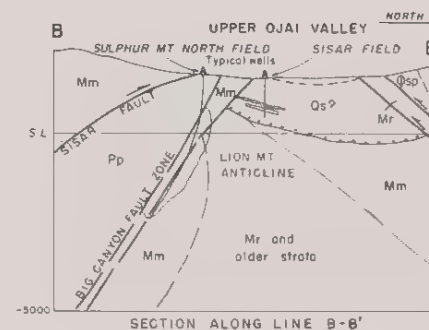 NORTH
B
UPPER OJAI VALLEY
SULPHUR MT NORTH FIELD
SISAR FIELD
Typical wells
Mm
Mm
Qs?
φsp
Mr
SISAR FAULT
S.L.
Pp
LION MT
ANTICLINE
Mm
BIG CANYON FAULT ZONE
Mm
Mr and
older strata
-5000
SECTION ALONG LINE B-B'